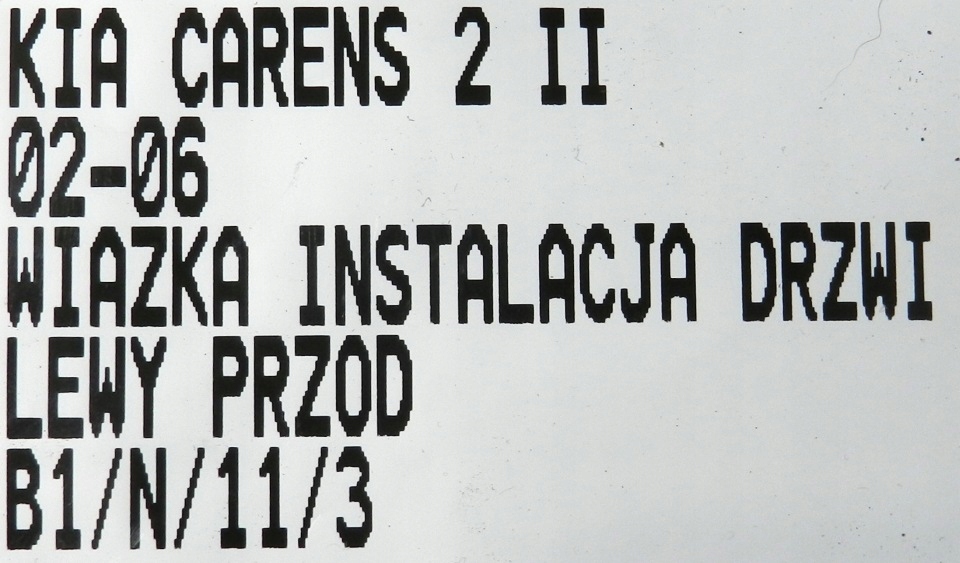 KIA CARENS 2 II
02-06
WIAZKA INSTALACJA DRZWI
LEWY PRZOD
B1/N/11/3